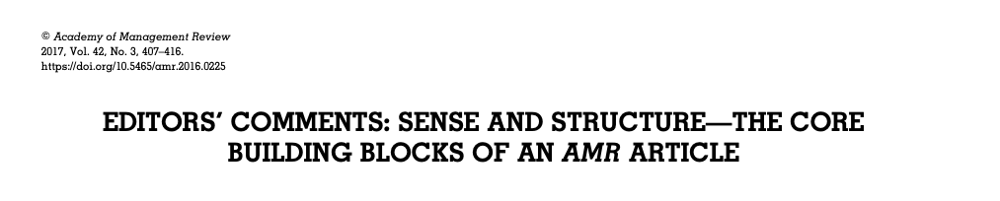 © Academy of Management Review
2017, Vol. 42, No. 3, 407–416.
https://doi.org/10.5465/amr.2016.0225
EDITORS’ COMMENTS: SENSE AND STRUCTURE—THE CORE
BUILDING BLOCKS OF AN AMR ARTICLE